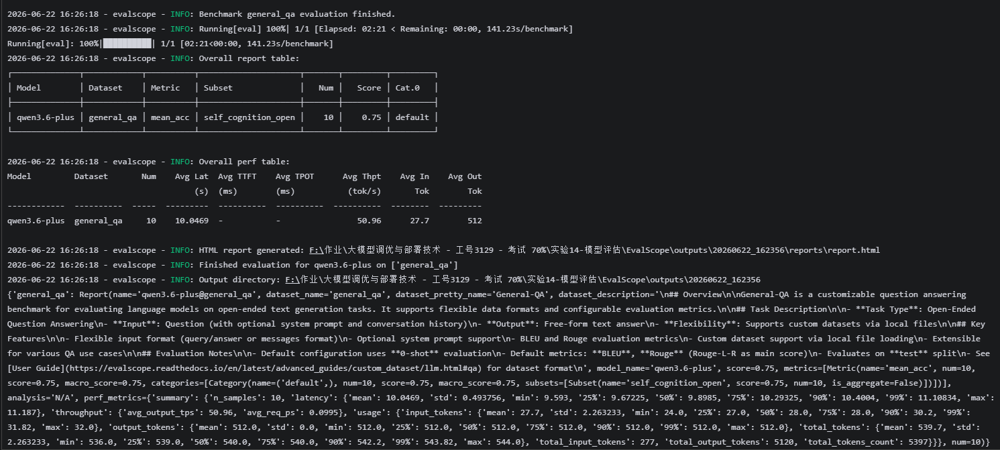 2026-06-22 16:26:18 - evalscope - INFO: Benchmark general_qa evaluation finished.
2026-06-22 16:26:18 - evalscope - INFO: Running[eval] 100%| 1/1 [Elapsed: 02:21 < Remaining: 00:00, 141.23s/benchmark]
Running[eval]: 100%|██████████| 1/1 [02:21<00:00, 141.23s/benchmark]
2026-06-22 16:26:18 - evalscope - INFO: Overall report table:
Model Dataset Metric Subset Num Score Cat.0
qwen3.6-plus general_qa mean_acc self_cognition_open 10 0.75 default
2026-06-22 16:26:18 - evalscope - INFO: Overall perf table:
Model Dataset Num Avg Lat Avg TTFT Avg TPOT Avg Thpt Avg In Avg Out
(s) (ms) (ms) (tok/s) Tok Tok
------------ ---------- ----- --------- ---------- ---------- ---------- -------- ---------
qwen3.6-plus general_qa 10 10.0469 - - 50.96 27.7 512
2026-06-22 16:26:18 - evalscope - INFO: HTML report generated: F:\作业\大模型调优与部署技术 - 工号3129 - 考试 70%\实验14-模型评估\EvalScope\outputs\20260622_162356\reports\report.html
2026-06-22 16:26:18 - evalscope - INFO: Finished evaluation for qwen3.6-plus on ['general_qa']
2026-06-22 16:26:18 - evalscope - INFO: Output directory: F:\作业\大模型调优与部署技术 - 工号3129 - 考试 70%\实验14-模型评估\EvalScope\outputs\20260622_162356
{'general_qa': Report(name='qwen3.6-plus@general_qa', dataset_name='general_qa', dataset_pretty_name='General-QA', dataset_description='\n## Overview\n\nGeneral-QA is a customizable question answering
benchmark for evaluating language models on open-ended text generation tasks. It supports flexible data formats and configurable evaluation metrics.\n\n## Task Description\n\n- **Task Type**: Open-Ended
Question Answering\n- **Input**: Question (with optional system prompt and conversation history)\n- **Output**: Free-form text answer\n- **Flexibility**: Supports custom datasets via local files\n\n## Key
Features\n\n- Flexible input format (query/answer or messages format)\n- Optional system prompt support\n- BLEU and Rouge evaluation metrics\n- Custom dataset support via local file loading\n- Extensible
for various QA use cases\n\n## Evaluation Notes\n\n- Default configuration uses **0-shot** evaluation\n- Default metrics: **BLEU**, **Rouge** (Rouge-L-R as main score)\n- Evaluates on **test** split\n- See
[User Guide](https://evalscope.readthedocs.io/en/latest/advanced_guides/custom_dataset/llm.html#qa) for dataset format\n', model_name='qwen3.6-plus', score=0.75, metrics=[Metric(name='mean_acc', num=10,
score=0.75, macro_score=0.75, categories=[Category(name=('default',), num=10, score=0.75, macro_score=0.75, subsets=[Subset(name='self_cognition_open', score=0.75, num=10, is_aggregate=False)])])],
analysis='N/A', perf_metrics={'summary': {'n_samples': 10, 'latency': {'mean': 10.0469, 'std': 0.493756, 'min': 9.593, '25%': 9.67225, '50%': 9.8985, '75%': 10.29325, '90%': 10.4004, '99%': 11.10834, 'max':
11.187}, 'throughput': {'avg_output_tps': 50.96, 'avg_req_ps': 0.0995}, 'usage': {'input_tokens': {'mean': 27.7, 'std': 2.263233, 'min': 24.0, '25%': 27.0, '50%': 28.0, '75%': 28.0, '90%': 30.2, '99%':
31.82, 'max': 32.0}, 'output_tokens': {'mean': 512.0, 'std': 0.0, 'min': 512.0, '25%': 512.0, '50%': 512.0, '75%': 512.0, '90%': 512.0, '99%': 512.0, 'max': 512.0}, 'total_tokens': {'mean': 539.7, 'std':
2.263233, 'min': 536.0, '25%': 539.0, '50%': 540.0, '75%': 540.0, '90%': 542.2, '99%': 543.82, 'max': 544.0}, 'total_input_tokens': 277, 'total_output_tokens': 5120, 'total_tokens_count': 5397}}}, num=10)}